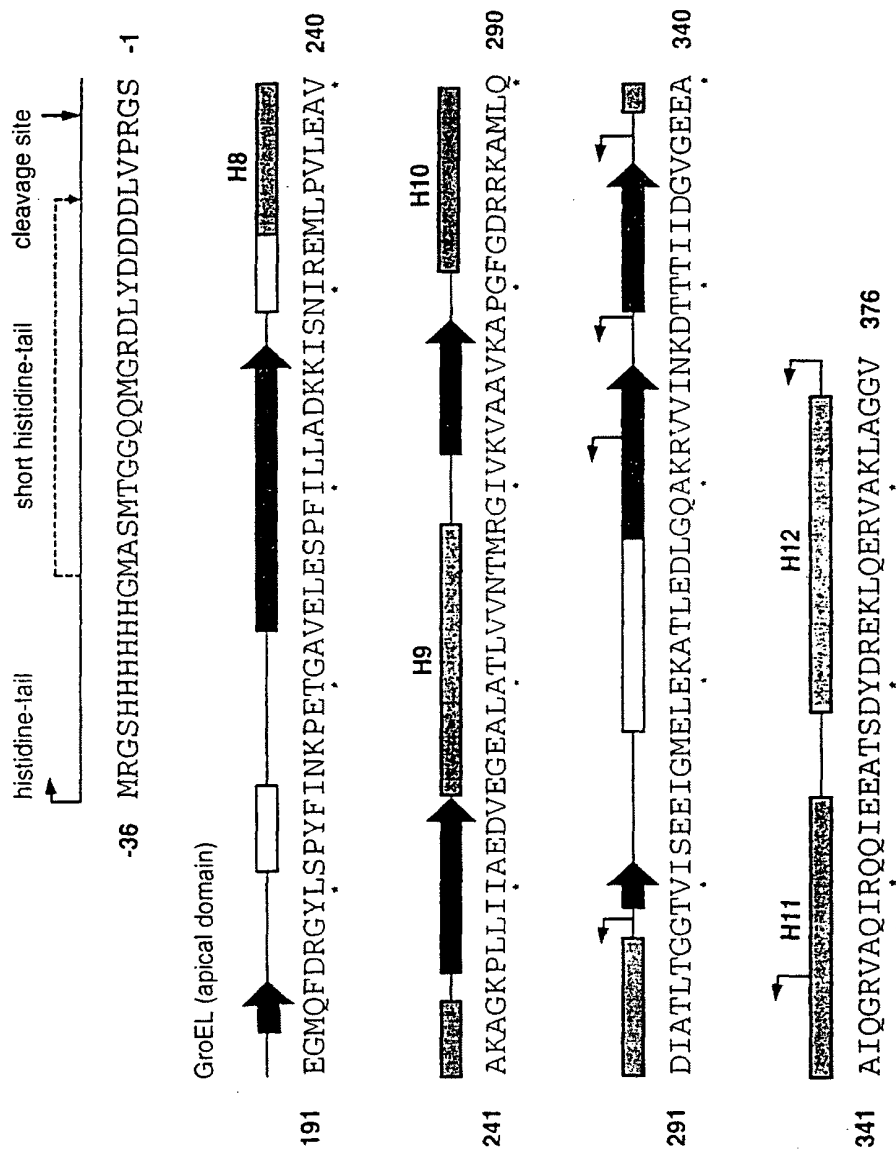 histidine-tail short histidine-tail cleavage site
-36 MRGSHHHHHHGMASMTGGQQMGRDLYDDDDLVPRGS -1
GroEL (apical domain)
H8
191 EGMQFDRGYLSPYFINKPETGAVELESPFILLADKKISNIREMLPVLEAV 240
* * * * *
H9 H10
241 AKAGKPLLIIAEDVEGEALATLVVNTMRGIVKVAAVKAPGFGDRRKAMLQ 290
* * * * *
291 DIATLTGGTVISEEIGMELEKATLEDLGQAKRVVINKDTTTIIDGVGEEA 340
* * * * *
H11 H12
341 AIQGRVAQIRQQIEEATSDYDREKLQERVAKLAGGV 376
* * *